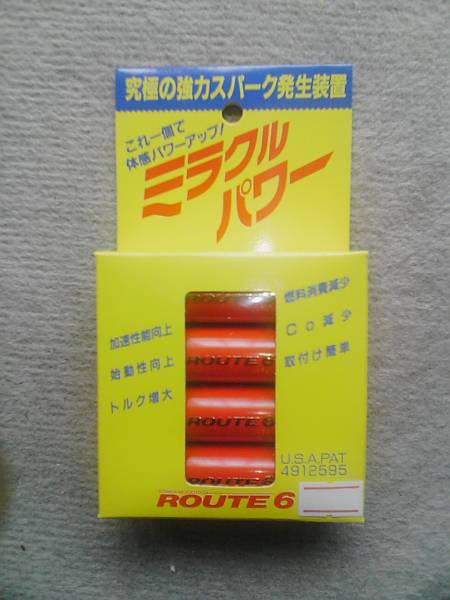 究極の強力スパーク発生装置
これ一個で
体感パワーアップ!
ミラクル
パワー
加速性能向上
始動性向上
トルク増大
燃料消費減少
Co減少
取付け簡単
ROUTE 6
ROUTE 6
ROUTE 6
U.S.A.PAT
4912595
ROUTE 6